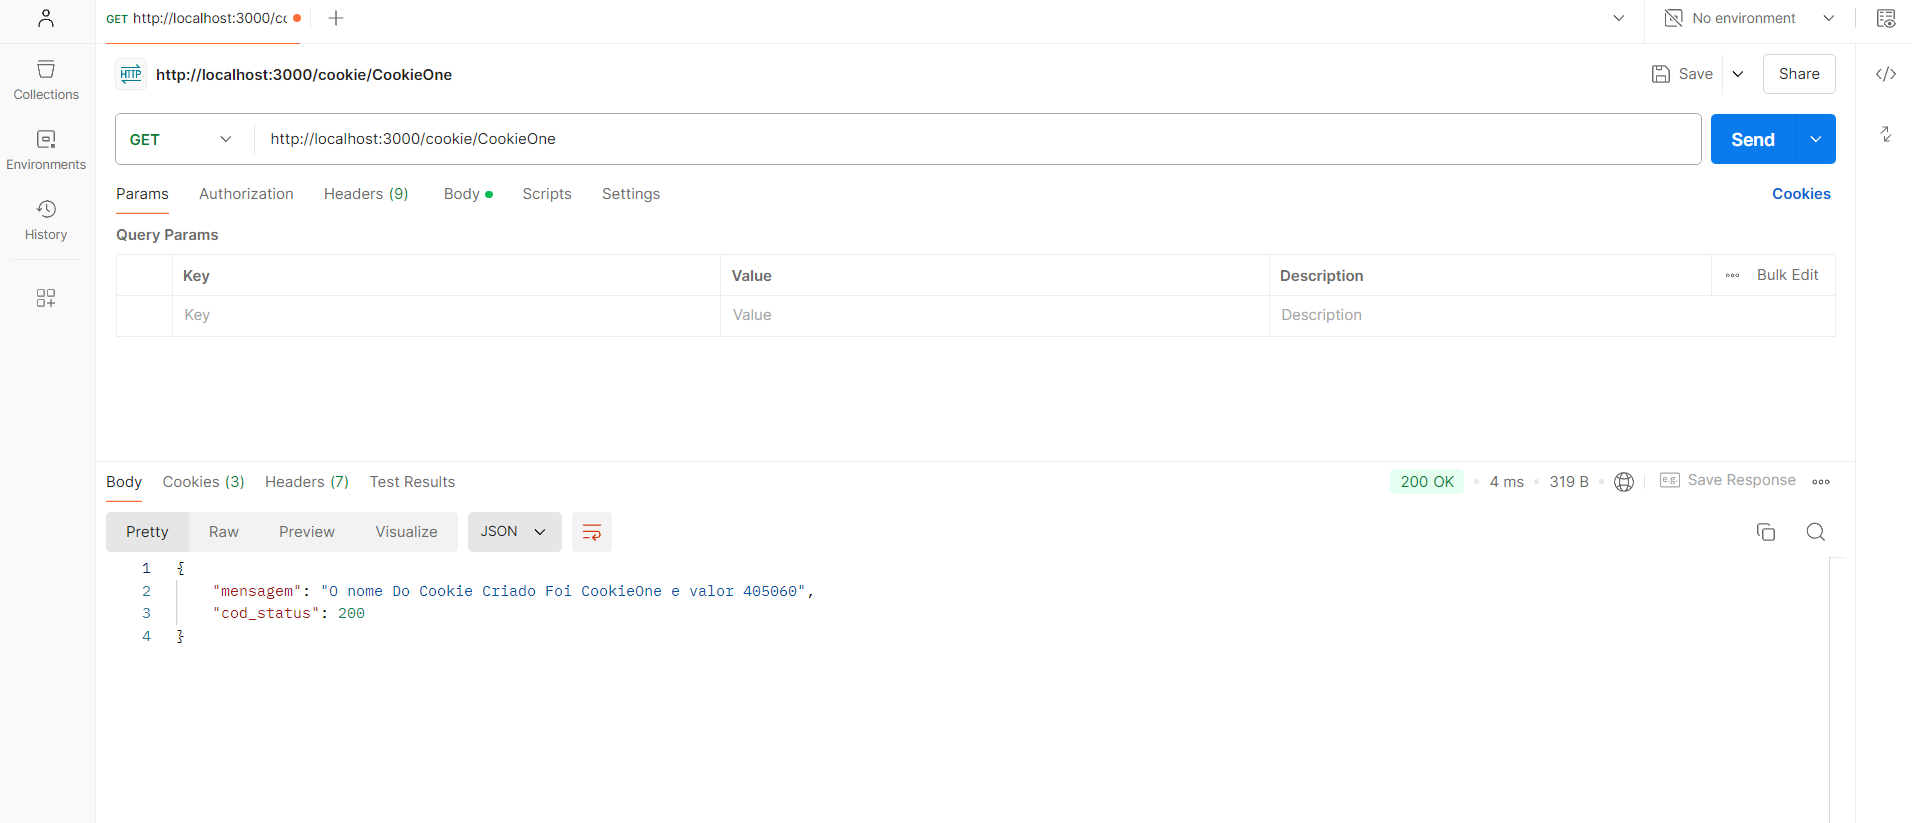 GET http://localhost:3000/cc
No environment
Collections
Environments
History
HTTP http://localhost:3000/cookie/CookieOne
Save
Share
GET
http://localhost:3000/cookie/CookieOne
Send
Params
Authorization
Headers (9)
Body
Scripts
Settings
Cookies
Query Params
Key
Value
Description
Bulk Edit
Key
Value
Description
Body
Cookies (3)
Headers (7)
Test Results
200 OK
4 ms
319 B
e.g.
Save Response
Pretty
Raw
Preview
Visualize
JSON
1 {
2 "mensagem": "O nome Do Cookie Criado Foi CookieOne e valor 405060",
3 "cod_status": 200
4 }